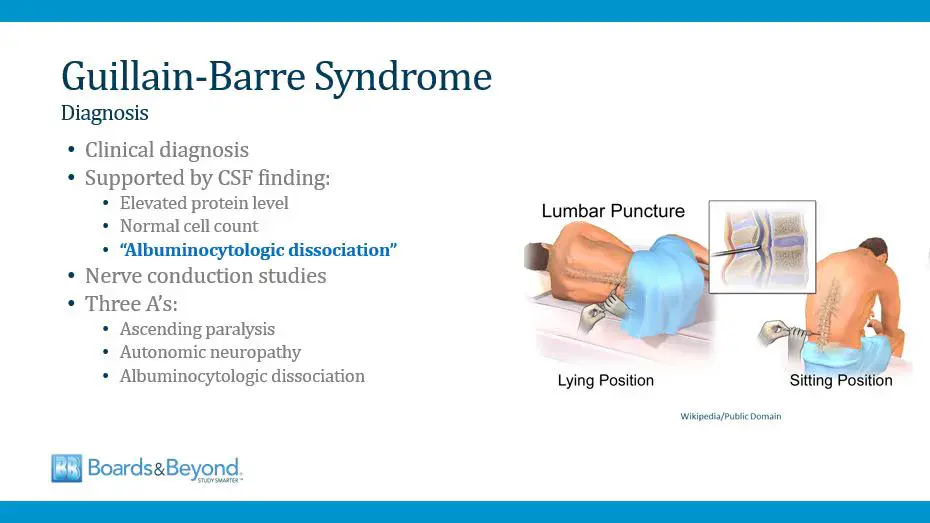 Guillain-Barre Syndrome
Diagnosis
• Clinical diagnosis
• Supported by CSF finding:
• Elevated protein level
• Normal cell count
• “Albuminocytologic dissociation”
• Nerve conduction studies
• Three A’s:
• Ascending paralysis
• Autonomic neuropathy
• Albuminocytologic dissociation
Lumbar Puncture
Lying Position
Sitting Position
Wikipedia/Public Domain
BB Boards&Beyond®
STUDY SMARTER™